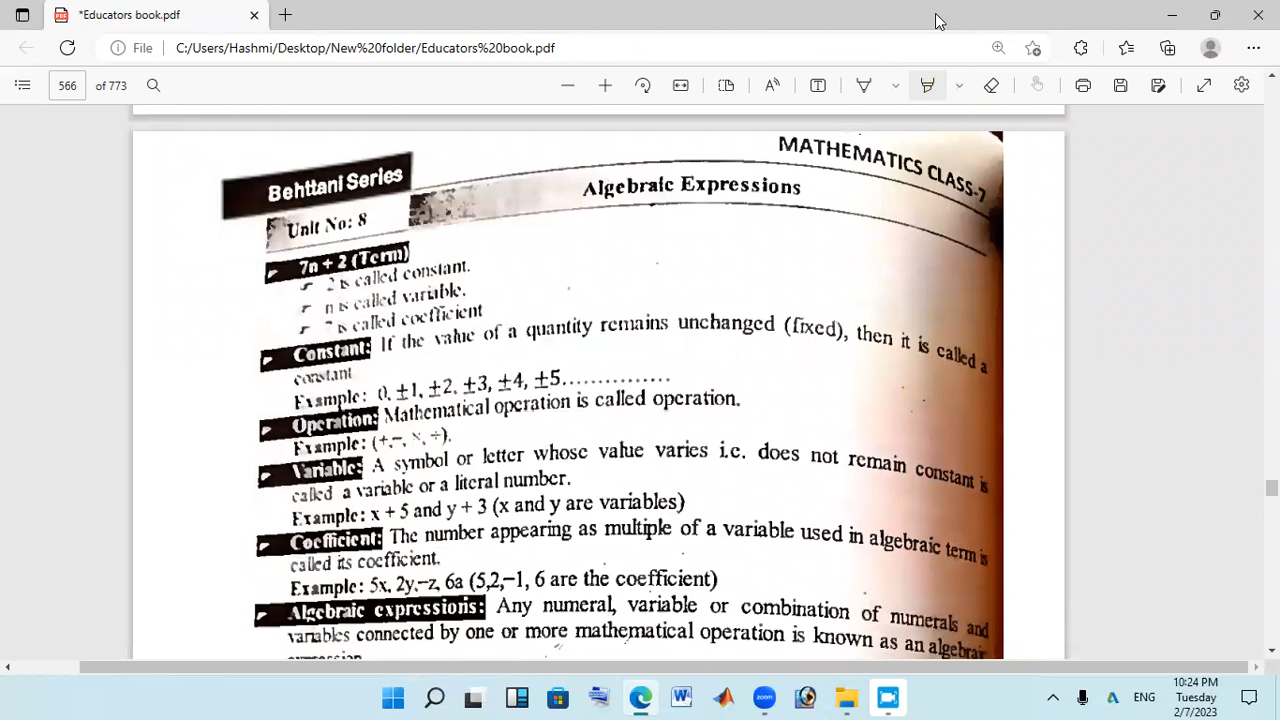 *Educators book.pdf
File C:/Users/Hashmi/Desktop/New%20folder/Educators%20book.pdf
566 of 773
MATHEMATICS CLASS-7
Behttani Series
Algebraic Expressions
Unit No: 8
7n + 2 (Term)
2 is called constant.
n is called variable.
7 is called coefficient
Constant: If the value of a quantity remains unchanged (fixed), then it is called a
constant
Example: 0, ±1, ±2, ±3, ±4, ±5...............
Operation: Mathematical operation is called operation.
Example: (+,−, ×, ÷).
Variable: A symbol or letter whose value varies i.e. does not remain constant is
called a variable or a literal number.
Example: x + 5 and y + 3 (x and y are variables)
Coefficient: The number appearing as multiple of a variable used in algebraic term is
called its coefficient.
Example: 5x, 2y,−z, 6a (5,2,−1, 6 are the coefficient)
Algebraic expressions: Any numeral, variable or combination of numerals and
variables connected by one or more mathematical operation is known as an algebraic
expression
ENG
10:24 PM
Tuesday
2/7/2023